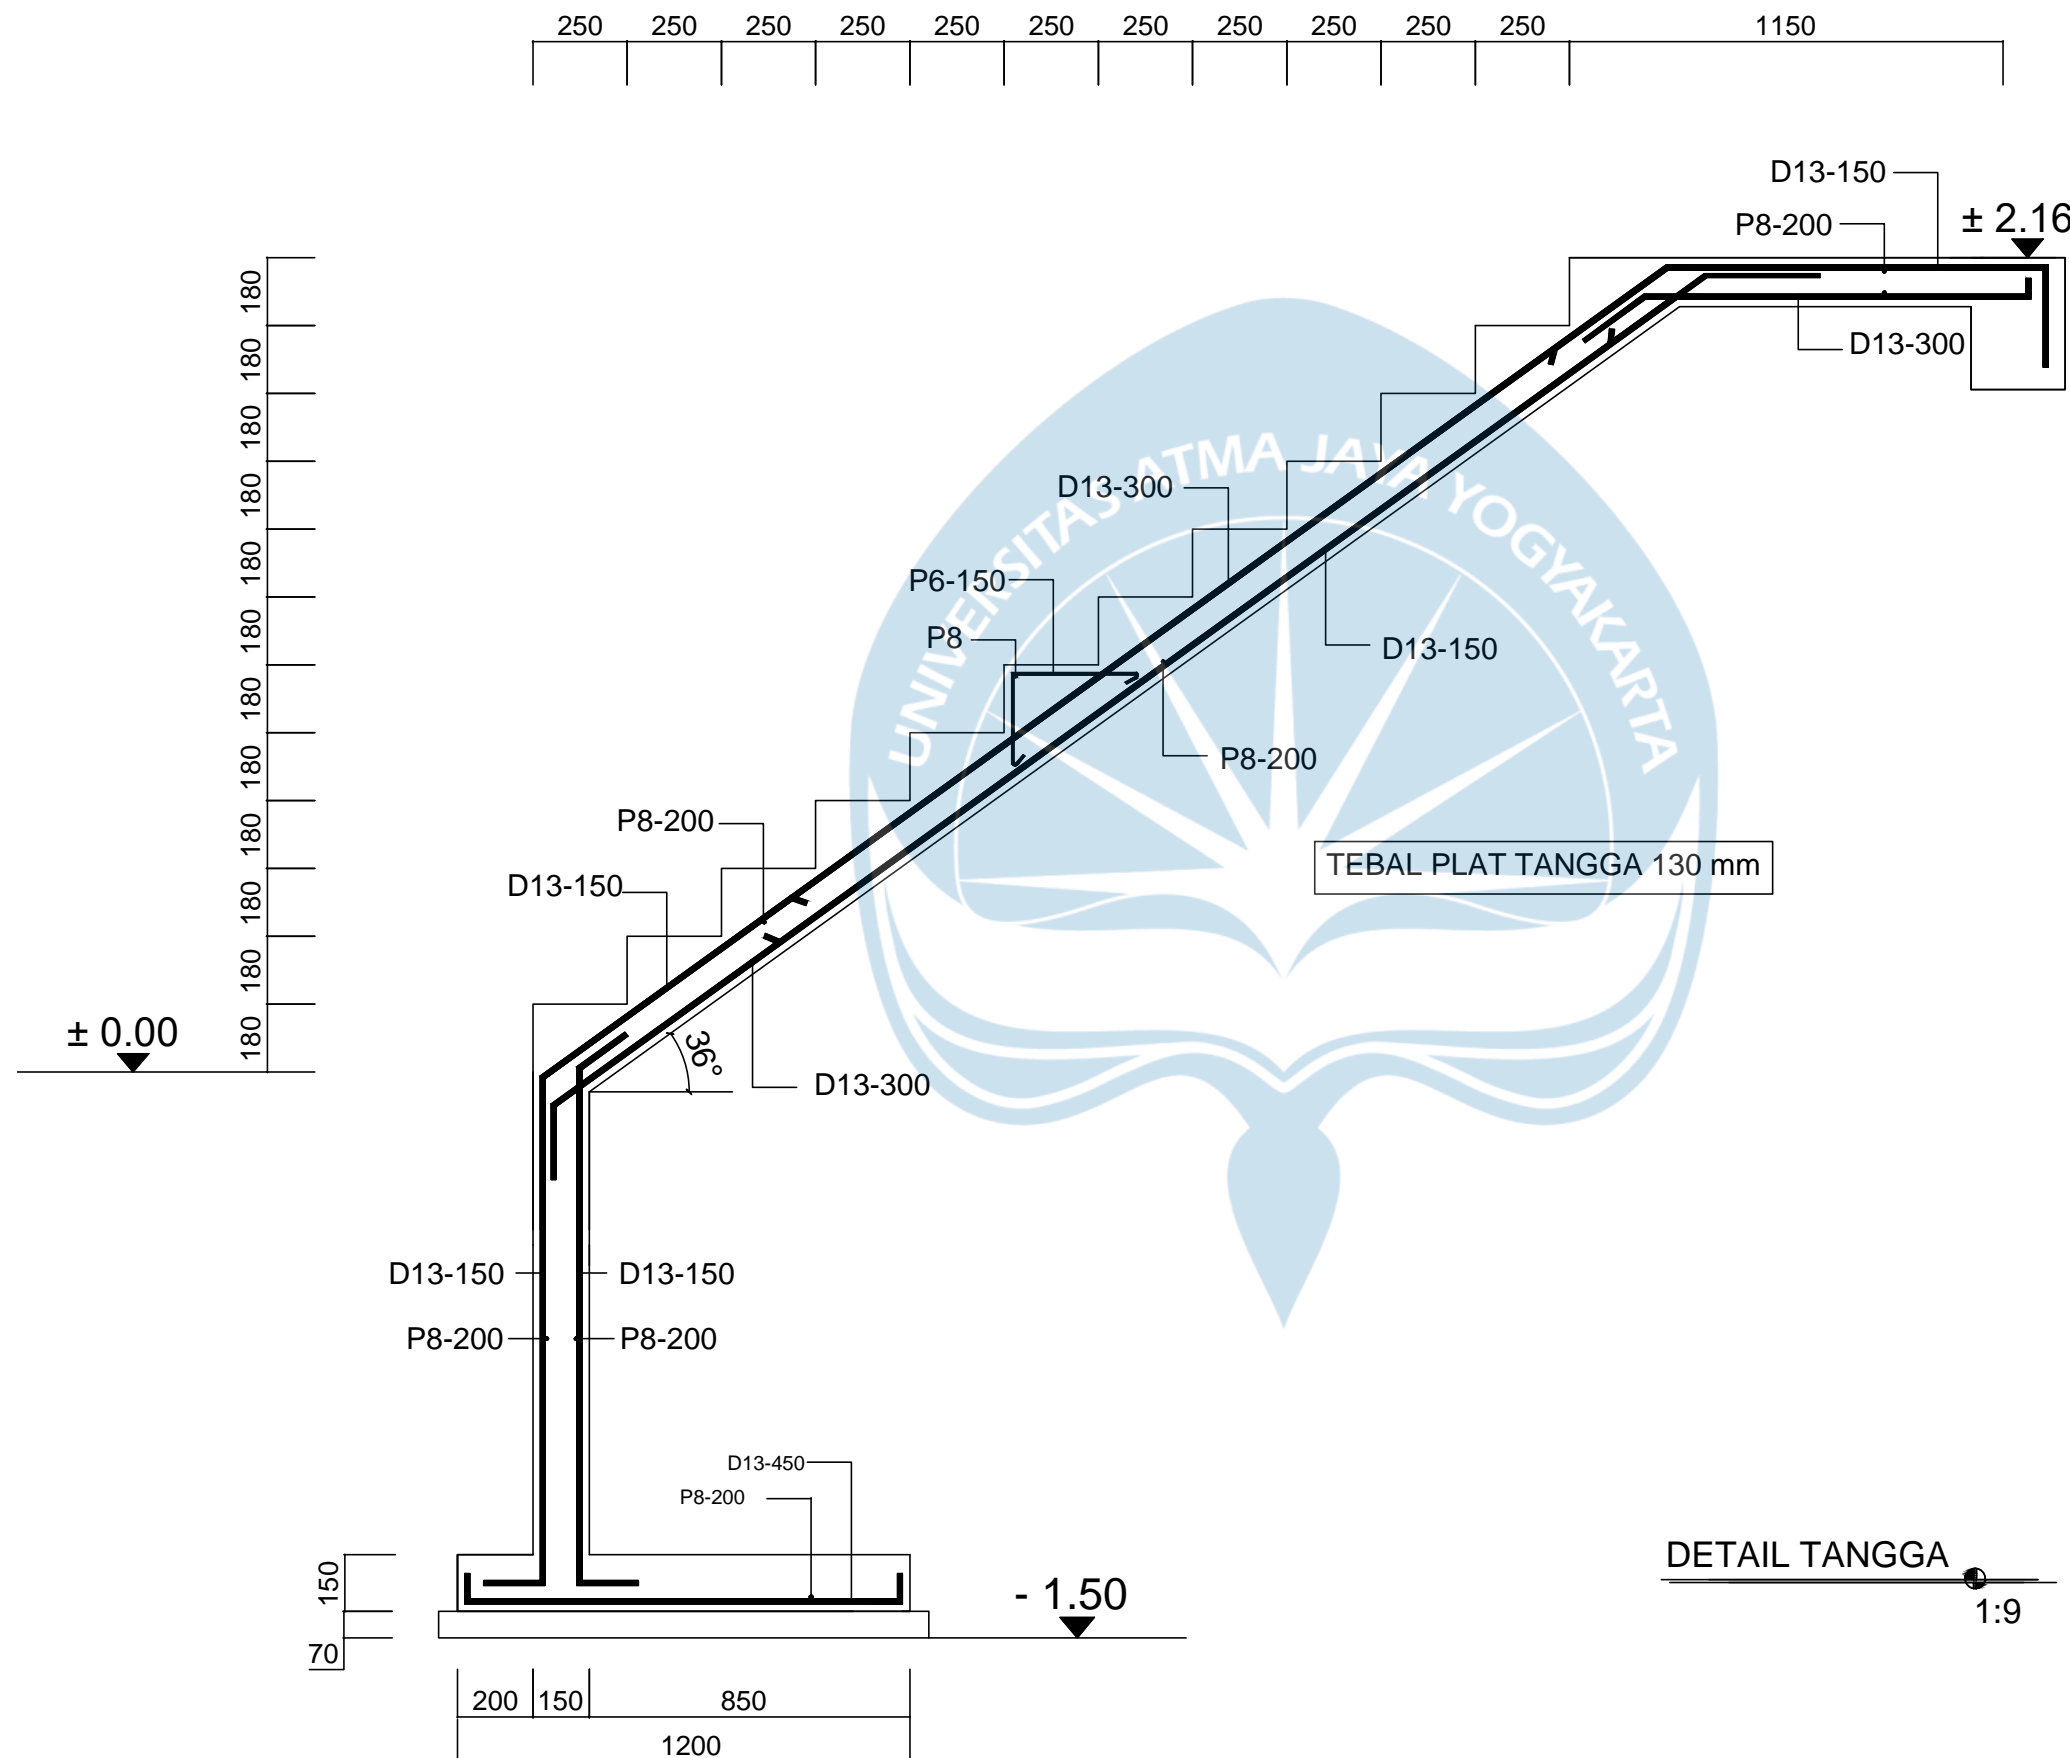 250 250 250 250 250 250 250 250 250 250 250 1150
D13-150
P8-200
± 2.16
D13-300
180
180
180
180
180
180
180
180
180
180
180
180
UNIVERSITAS ATMA JAYA YOGYAKARTA
D13-300
P6-150
P8
D13-150
P8-200
P8-200
TEBAL PLAT TANGGA 130 mm
D13-150
± 0.00
36°
D13-300
D13-150 D13-150
P8-200 P8-200
D13-450
P8-200
150
70
- 1.50
DETAIL TANGGA
1:9
200 150 850
1200